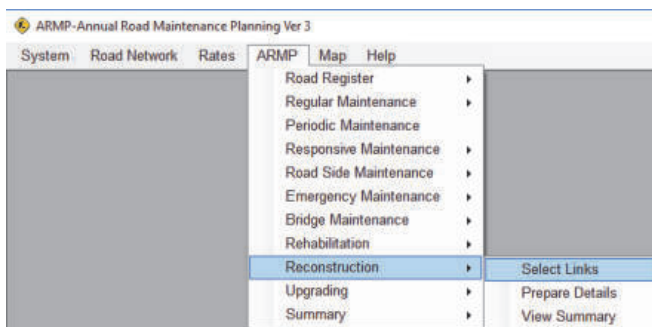 ARMP-Annual Road Maintenance Planning Ver 3
System Road Network Rates ARMP Map Help
Road Register
Regular Maintenance
Periodic Maintenance
Responsive Maintenance
Road Side Maintenance
Emergency Maintenance
Bridge Maintenance
Rehabilitation
Reconstruction Select Links
Upgrading Prepare Details
Summary View Summary